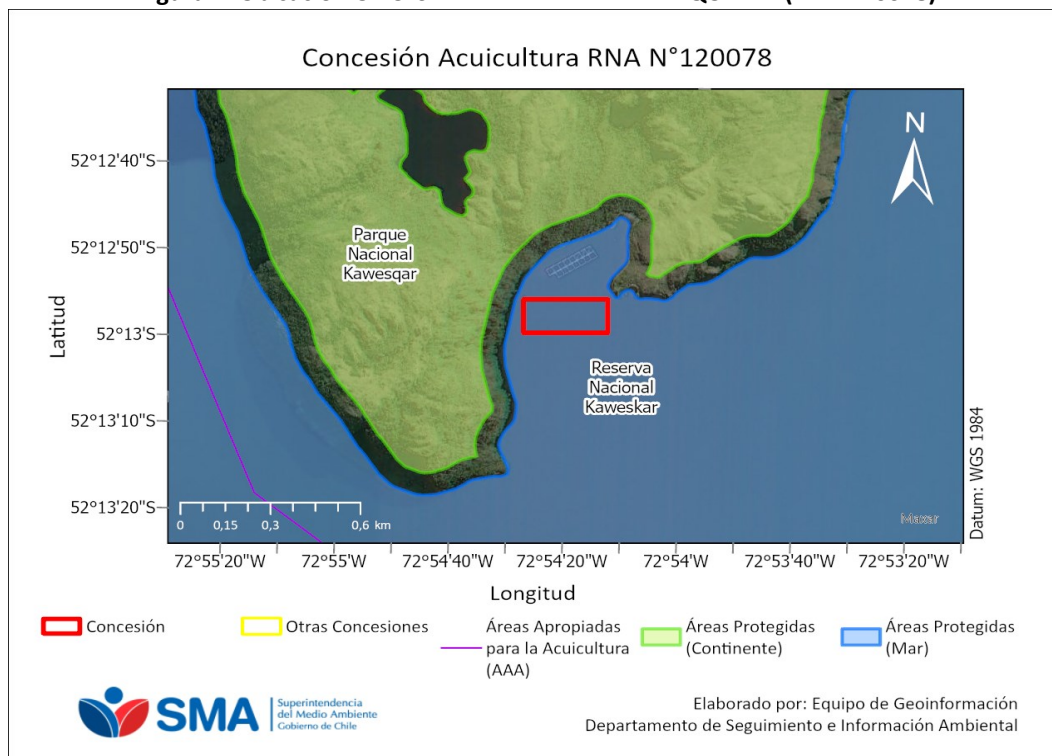 Concesión Acuicultura RNA N°120078
N
52°12'40"S
52°12'50"S
52°13'S
52°13'10"S
52°13'20"S
Latitud
Parque
Nacional
Kawesqar
Reserva
Nacional
Kaweskar
0 0,15 0,3 0,6 km
Maxar
Datum: WGS 1984
72°55'20"W 72°55'W 72°54'40"W 72°54'20"W 72°54'W 72°53'40"W 72°53'20"W
Longitud
Concesión
Otras Concesiones
Áreas Apropiadas
para la Acuicultura
(AAA)
Áreas Protegidas
(Continente)
Áreas Protegidas
(Mar)
SMA
Superintendencia
del Medio Ambiente
Gobierno de Chile
Elaborado por: Equipo de Geoinformación
Departamento de Seguimiento e Información Ambiental